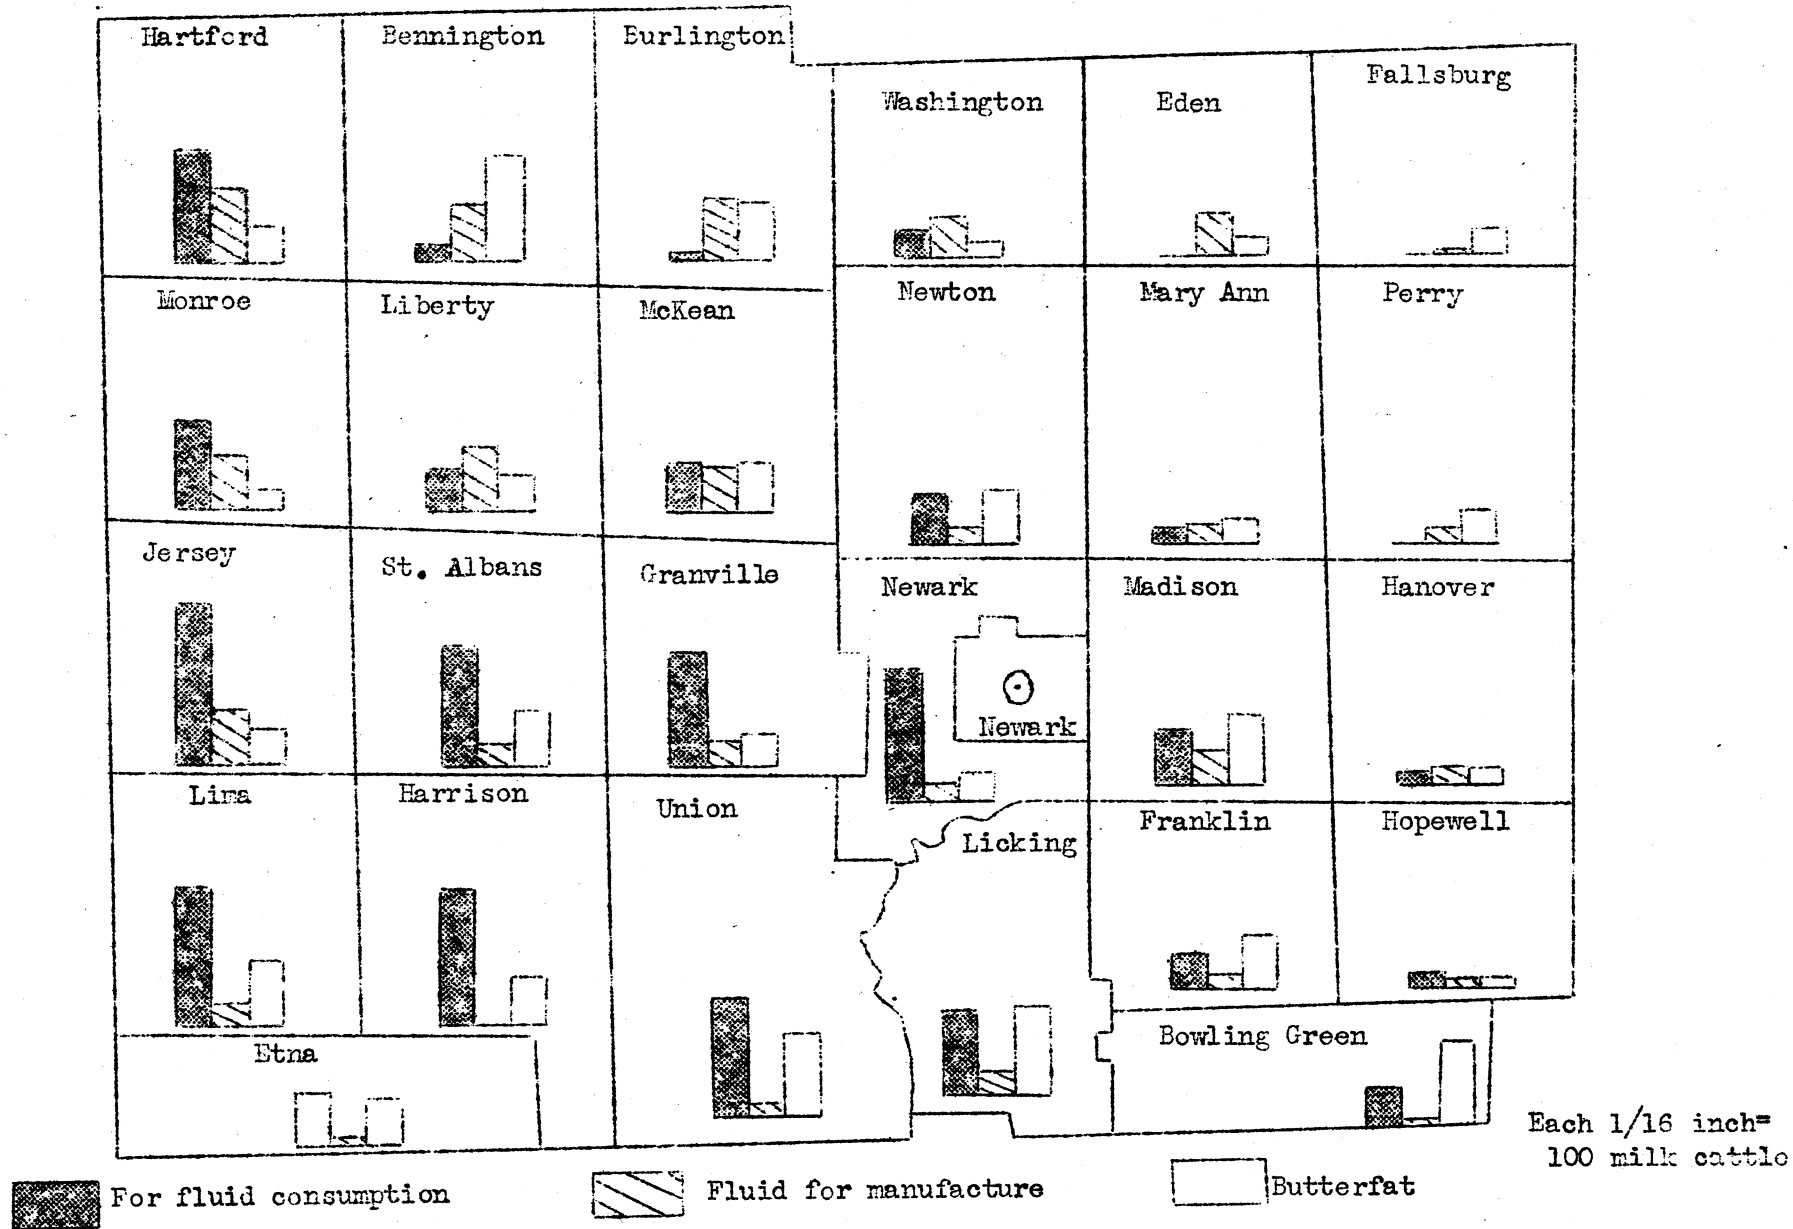 Hartford Bennington Burlington
Fallsburg
Washington Eden
Monroe Liberty McKean
Newton Mary Ann Perry
Jersey St. Albans Granville
Newark Madison Hanover
Newark
Lima Harrison Union
Licking Franklin Hopewell
Etna
Bowling Green
Each 1/16 inch=
100 milk cattle
For fluid consumption Fluid for manufacture Butterfat